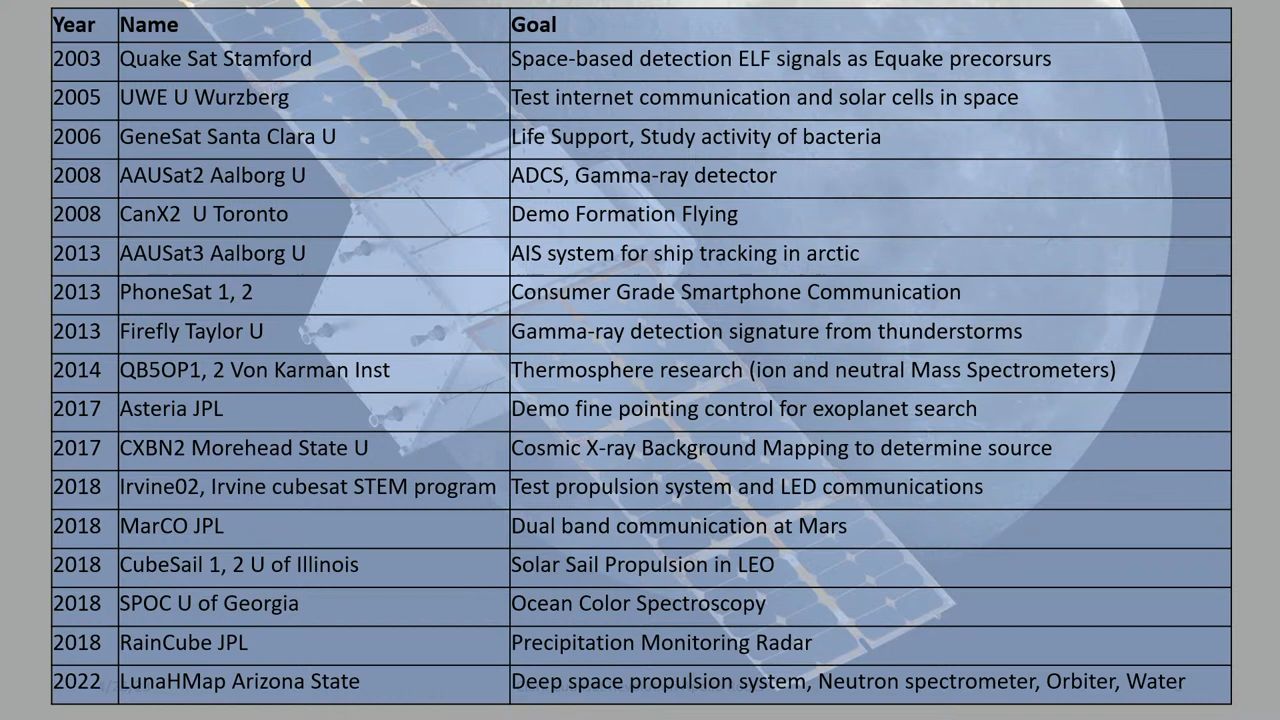 Year Name Goal
2003 Quake Sat Stamford Space-based detection ELF signals as Equake precorsurs
2005 UWE U Wurzberg Test internet communication and solar cells in space
2006 GeneSat Santa Clara U Life Support, Study activity of bacteria
2008 AAUSat2 Aalborg U ADCS, Gamma-ray detector
2008 CanX2 U Toronto Demo Formation Flying
2013 AAUSat3 Aalborg U AIS system for ship tracking in arctic
2013 PhoneSat 1, 2 Consumer Grade Smartphone Communication
2013 Firefly Taylor U Gamma-ray detection signature from thunderstorms
2014 QB5OP1, 2 Von Karman Inst Thermosphere research (ion and neutral Mass Spectrometers)
2017 Asteria JPL Demo fine pointing control for exoplanet search
2017 CXBN2 Morehead State U Cosmic X-ray Background Mapping to determine source
2018 Irvine02, Irvine cubesat STEM program Test propulsion system and LED communications
2018 MarCO JPL Dual band communication at Mars
2018 CubeSail 1, 2 U of Illinois Solar Sail Propulsion in LEO
2018 SPOC U of Georgia Ocean Color Spectroscopy
2018 RainCube JPL Precipitation Monitoring Radar
2022 LunaHMap Arizona State Deep space propulsion system, Neutron spectrometer, Orbiter, Water